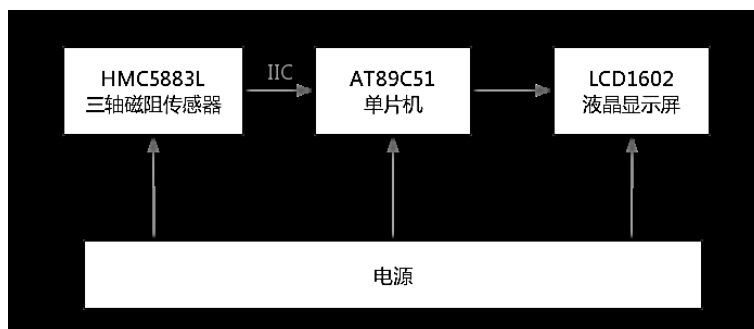 HMC5883L
三轴磁阻传感器
IIC
AT89C51
单片机
LCD1602
液晶显示屏
电源